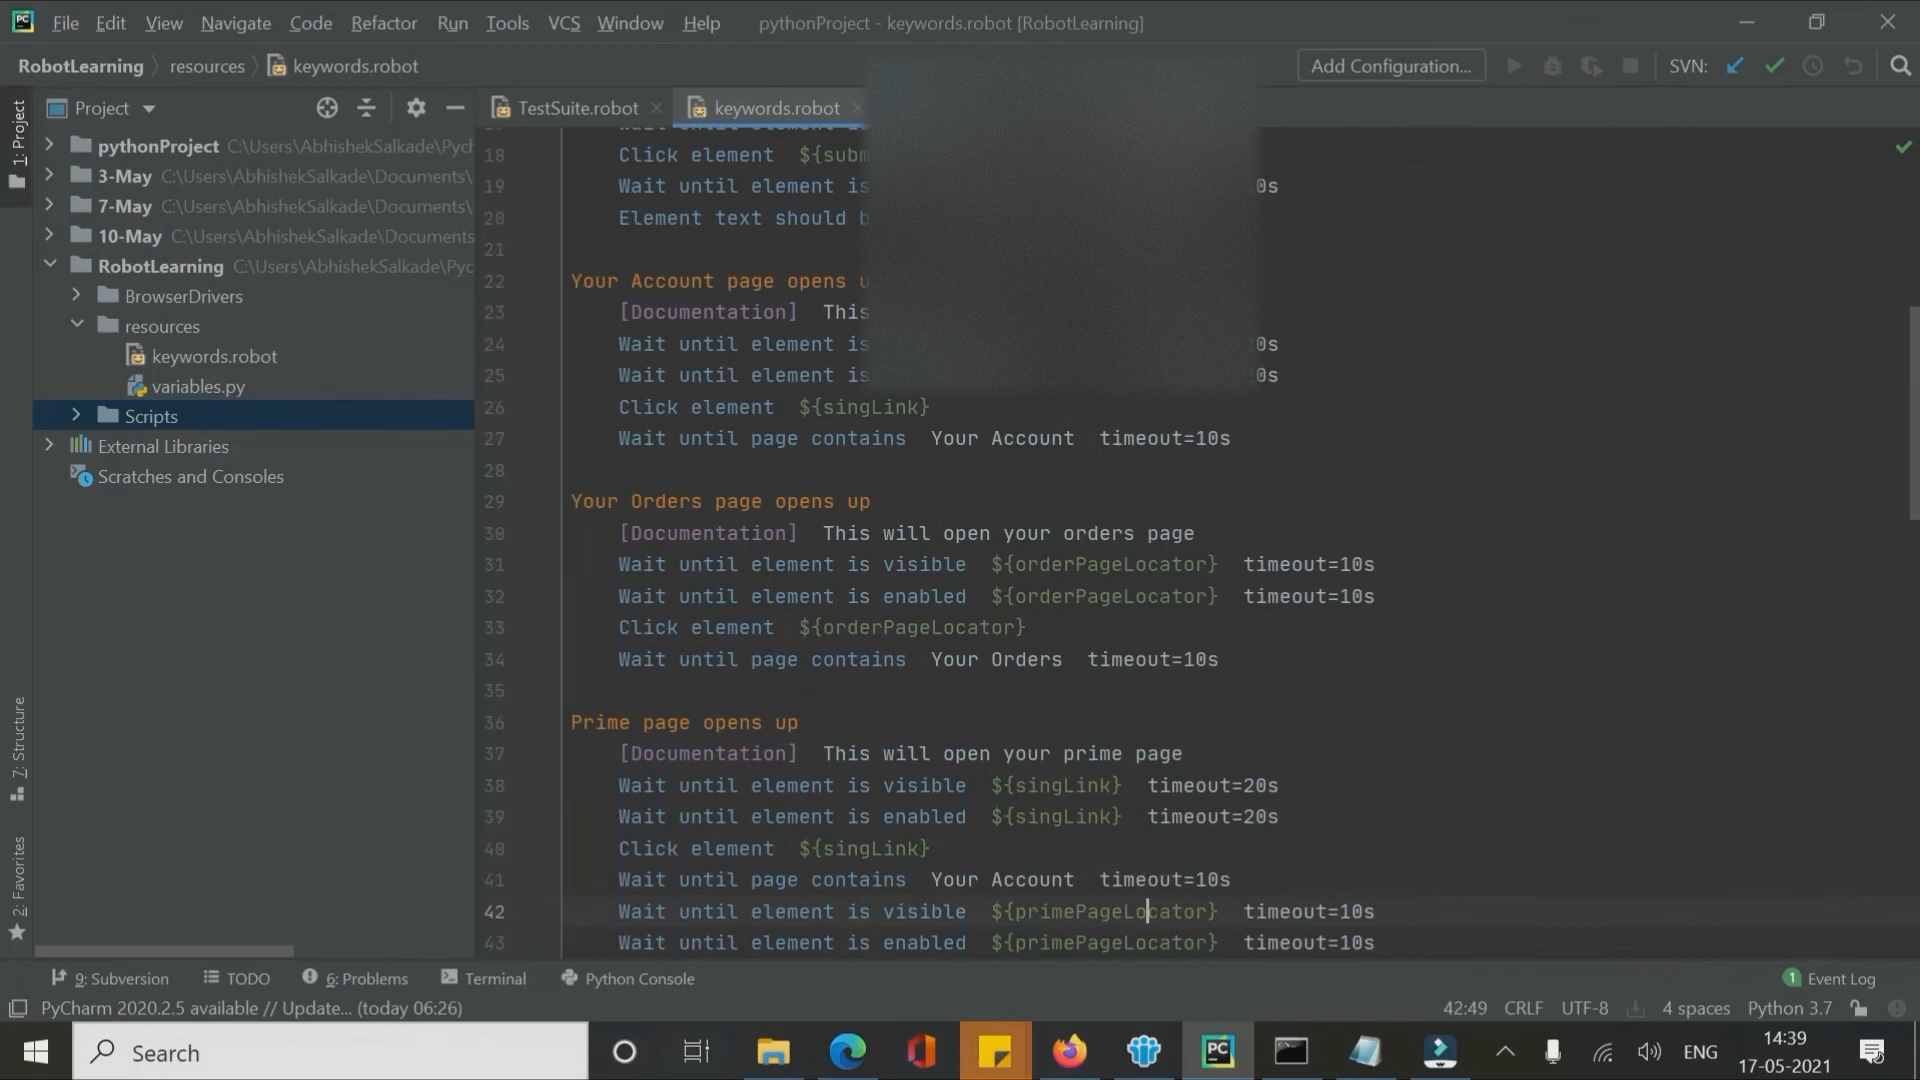 File Edit View Navigate Code Refactor Run Tools VCS Window Help pythonProject - keywords.robot [RobotLearning]
RobotLearning resources keywords.robot Add Configuration... SVN:
1: Project
Project
TestSuite.robot keywords.robot
pythonProject C:\Users\AbhishekSalkade\Pych
3-May C:\Users\AbhishekSalkade\Documents\
7-May C:\Users\AbhishekSalkade\Documents\
10-May C:\Users\AbhishekSalkade\Documents
RobotLearning C:\Users\AbhishekSalkade\Pyc
BrowserDrivers
resources
keywords.robot
variables.py
Scripts
External Libraries
Scratches and Consoles
7: Structure
2: Favorites
18 Click element ${subm
19 Wait until element is 0s
20 Element text should b
21
22 Your Account page opens u
23 [Documentation] This
24 Wait until element is 0s
25 Wait until element is 0s
26 Click element ${singLink}
27 Wait until page contains Your Account timeout=10s
28
29 Your Orders page opens up
30 [Documentation] This will open your orders page
31 Wait until element is visible ${orderPageLocator} timeout=10s
32 Wait until element is enabled ${orderPageLocator} timeout=10s
33 Click element ${orderPageLocator}
34 Wait until page contains Your Orders timeout=10s
35
36 Prime page opens up
37 [Documentation] This will open your prime page
38 Wait until element is visible ${singLink} timeout=20s
39 Wait until element is enabled ${singLink} timeout=20s
40 Click element ${singLink}
41 Wait until page contains Your Account timeout=10s
42 Wait until element is visible ${primePageLocator} timeout=10s
43 Wait until element is enabled ${primePageLocator} timeout=10s
9: Subversion TODO 6: Problems Terminal Python Console 1 Event Log
PyCharm 2020.2.5 available // Update... (today 06:26) 42:49 CRLF UTF-8 4 spaces Python 3.7
Search PC ENG 14:39
17-05-2021